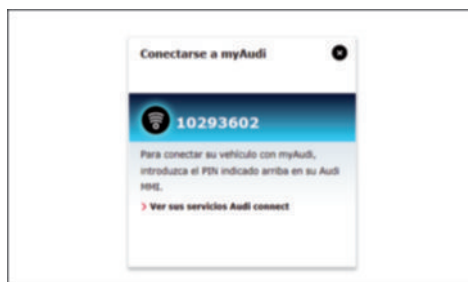 Conectarse a myAudi
10293602
Para conectar su vehículo con myAudi,
introduzca el PIN indicado arriba en su Audi
MMI.
Ver sus servicios Audi connect